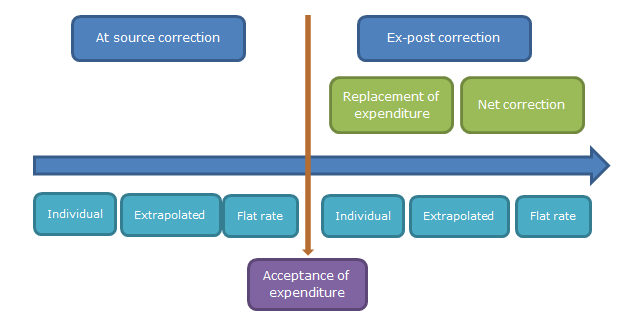 At source correction
Ex-post correction
Replacement of
expenditure
Net correction
Individual
Extrapolated
Flat rate
Individual
Extrapolated
Flat rate
Acceptance of
expenditure